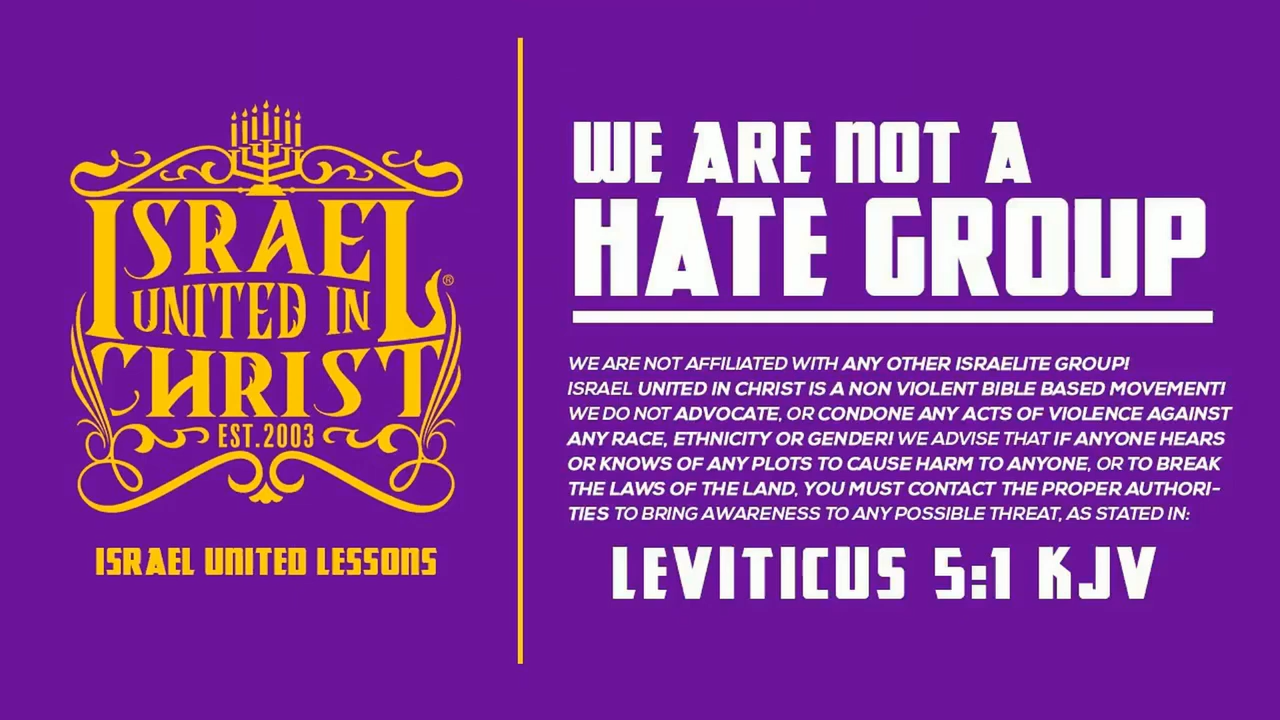 ISRAEL
UNITED IN
CHRIST
EST.2003
®
ISRAEL UNITED LESSONS
WE ARE NOT A
HATE GROUP
WE ARE NOT AFFILIATED WITH ANY OTHER ISRAELITE GROUP!
ISRAEL UNITED IN CHRIST IS A NON VIOLENT BIBLE BASED MOVEMENT!
WE DO NOT ADVOCATE, OR CONDONE ANY ACTS OF VIOLENCE AGAINST
ANY RACE, ETHNICITY OR GENDER! WE ADVISE THAT IF ANYONE HEARS
OR KNOWS OF ANY PLOTS TO CAUSE HARM TO ANYONE, OR TO BREAK
THE LAWS OF THE LAND, YOU MUST CONTACT THE PROPER AUTHORI-
TIES TO BRING AWARENESS TO ANY POSSIBLE THREAT, AS STATED IN:
LEVITICUS 5:1 KJV